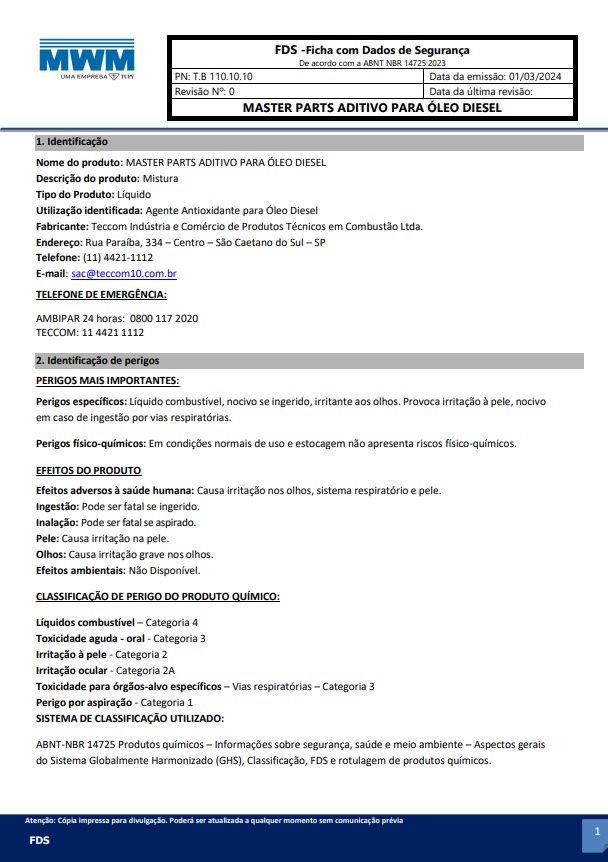 MWM
UMA EMPRESA TUPY
FDS -Ficha com Dados de Segurança
De acordo com a ABNT NBR 14725:2023
PN: T.B 110.10.10
Data da emissão: 01/03/2024
Revisão Nº: 0
Data da última revisão:
MASTER PARTS ADITIVO PARA ÓLEO DIESEL
1. Identificação
Nome do produto: MASTER PARTS ADITIVO PARA ÓLEO DIESEL
Descrição do produto: Mistura
Tipo do Produto: Líquido
Utilização identificada: Agente Antioxidante para Óleo Diesel
Fabricante: Teccom Indústria e Comércio de Produtos Técnicos em Combustão Ltda.
Endereço: Rua Paraíba, 334 – Centro – São Caetano do Sul – SP
Telefone: (11) 4421-1112
E-mail: sac@teccom10.com.br
TELEFONE DE EMERGÊNCIA:
AMBIPAR 24 horas: 0800 117 2020
TECCOM: 11 4421 1112
2. Identificação de perigos
PERIGOS MAIS IMPORTANTES:
Perigos específicos: Líquido combustível, nocivo se ingerido, irritante aos olhos. Provoca irritação à pele, nocivo
em caso de ingestão por vias respiratórias.
Perigos físico-químicos: Em condições normais de uso e estocagem não apresenta riscos físico-químicos.
EFEITOS DO PRODUTO
Efeitos adversos à saúde humana: Causa irritação nos olhos, sistema respiratório e pele.
Ingestão: Pode ser fatal se ingerido.
Inalação: Pode ser fatal se aspirado.
Pele: Causa irritação na pele.
Olhos: Causa irritação grave nos olhos.
Efeitos ambientais: Não Disponível.
CLASSIFICAÇÃO DE PERIGO DO PRODUTO QUÍMICO:
Líquidos combustível – Categoria 4
Toxicidade aguda - oral - Categoria 3
Irritação à pele - Categoria 2
Irritação ocular - Categoria 2A
Toxicidade para órgãos-alvo específicos – Vias respiratórias – Categoria 3
Perigo por aspiração - Categoria 1
SISTEMA DE CLASSIFICAÇÃO UTILIZADO:
ABNT-NBR 14725 Produtos químicos – Informações sobre segurança, saúde e meio ambiente – Aspectos gerais
do Sistema Globalmente Harmonizado (GHS), Classificação, FDS e rotulagem de produtos químicos.
Atenção: Cópia impressa para divulgação. Poderá ser atualizada a qualquer momento sem comunicação prévia
1
FDS